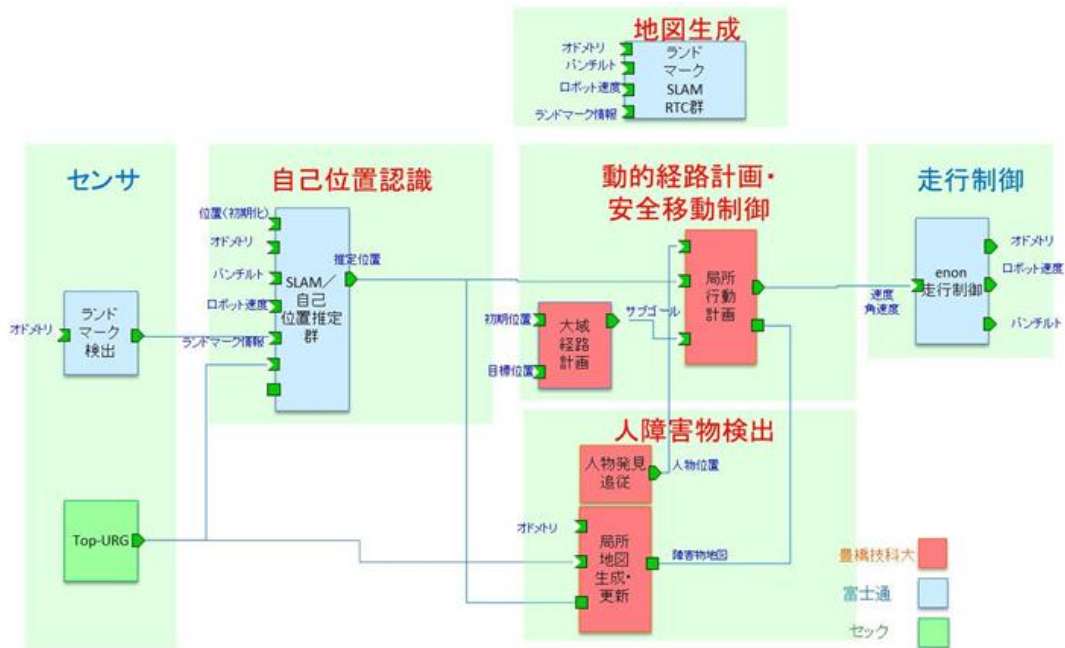 地図生成
オドメトリ
パンチルト
ロボット速度
ランドマーク情報
ランド
マーク
SLAM
RTC群
センサ
オドメトリ
ランド
マーク
検出
Top-URG
自己位置認識
位置(初期化)
オドメトリ
パンチルト
ロボット速度
ランドマーク情報
SLAM/
自己
位置推定
群
推定位置
動的経路計画・
安全移動制御
初期位置
目標位置
大域
経路
計画
サブゴール
局所
行動
計画
走行制御
速度
角速度
enon
走行制御
オドメトリ
ロボット速度
パンチルト
人障害物検出
人物発見
追従
人物位置
オドメトリ
局所
地図
生成・
更新
障害物地図
豊橋技科大
富士通
セック